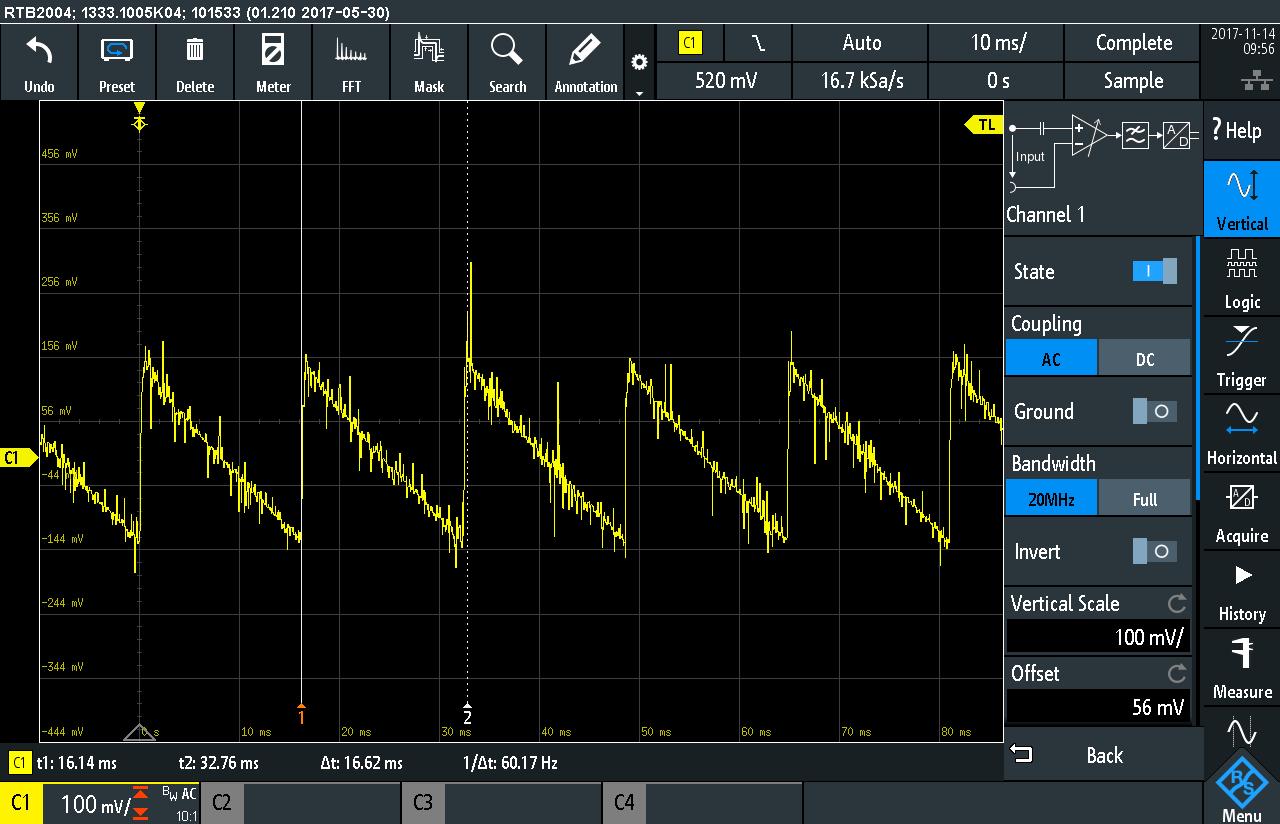 RTB2004; 1333.1005K04; 101533 (01.210 2017-05-30)
Undo
Preset
Delete
Meter
FFT
Mask
Search
Annotation
C1
Auto
10 ms/
Complete
520 mV
16.7 kSa/s
0 s
Sample
2017-11-14
09:56
TL
456 mV
356 mV
256 mV
156 mV
56 mV
C1
-44 mV
-144 mV
-244 mV
-344 mV
-444 mV
1
2
0 s
10 ms
20 ms
30 ms
40 ms
50 ms
60 ms
70 ms
80 ms
Input
A
D
Channel 1
State
Coupling
AC
DC
Ground
Bandwidth
20MHz
Full
Invert
Vertical Scale
100 mV/
Offset
56 mV
Back
? Help
Vertical
Logic
Trigger
Horizontal
A
D
Acquire
History
Measure
R S
Menu
C1 t1: 16.14 ms t2: 32.76 ms Δt: 16.62 ms 1/Δt: 60.17 Hz
C1
100 mV/
BW AC
10:1
C2
C3
C4